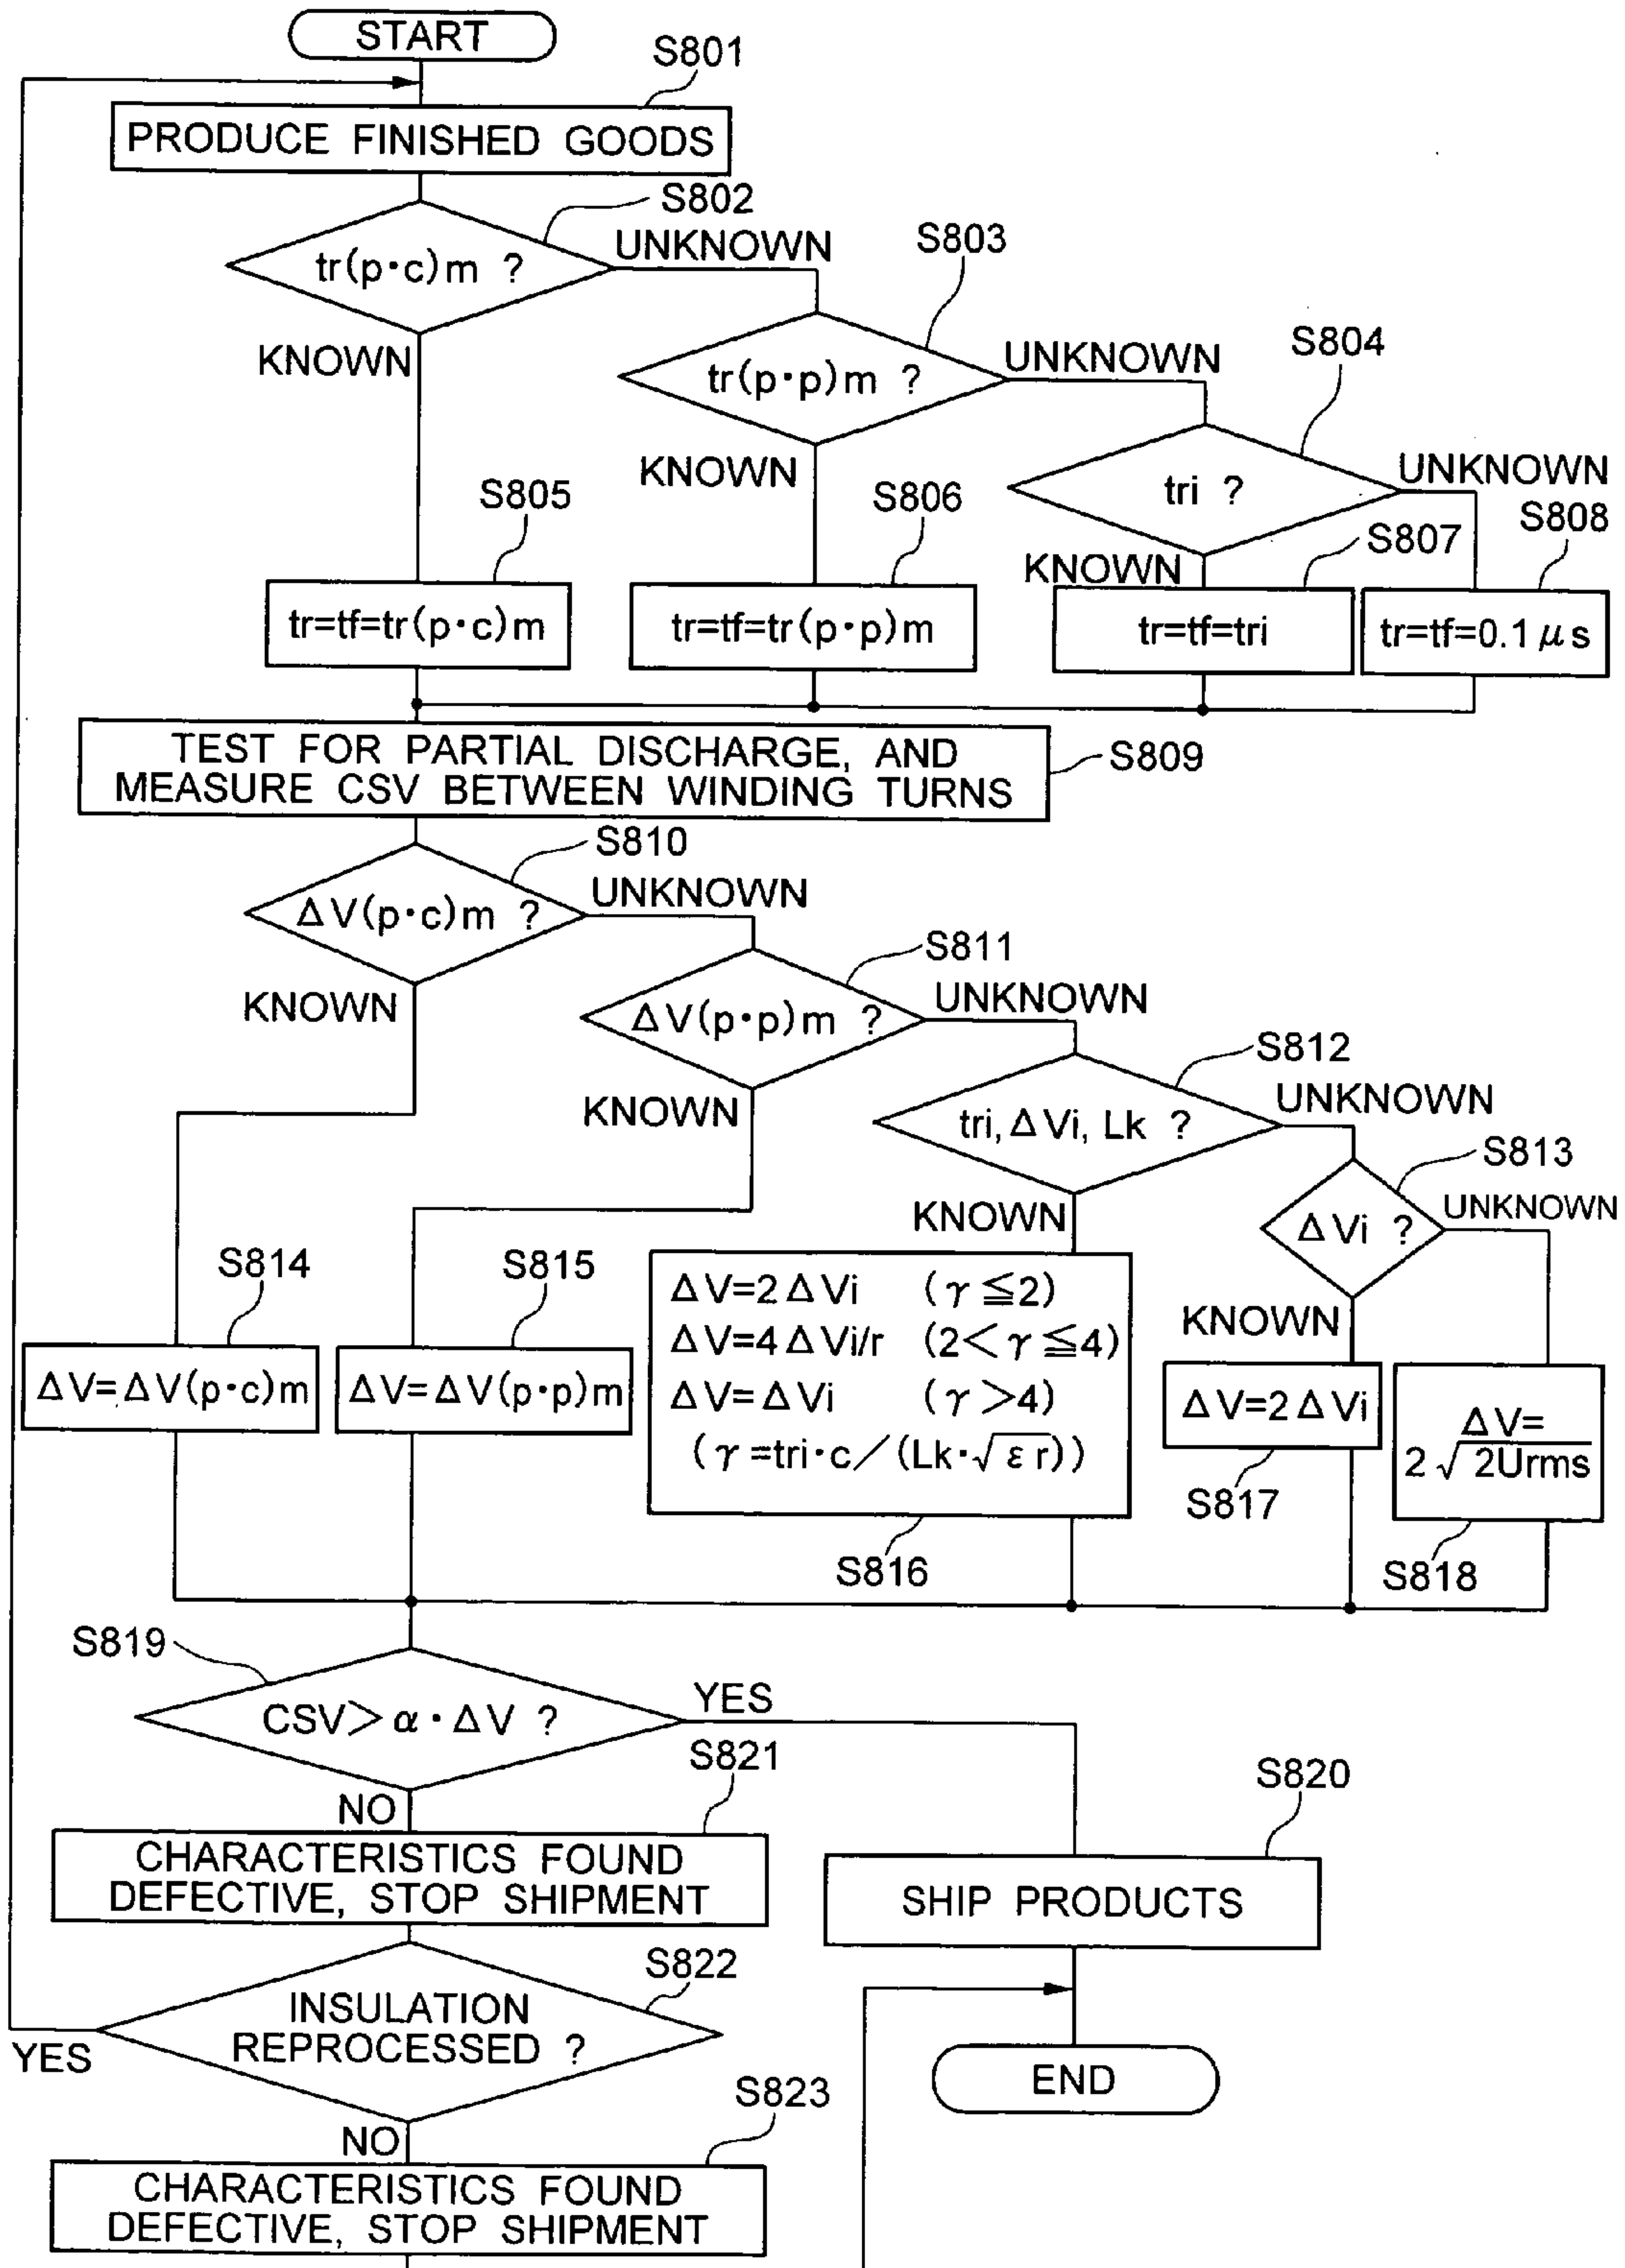 START
S801
PRODUCE FINISHED GOODS
S802
tr(p·c)m ?
UNKNOWN
S803
KNOWN
tr(p·p)m ?
UNKNOWN
S804
KNOWN
tri ?
UNKNOWN
S805
S806
S807
S808
KNOWN
tr=tf=tr(p·c)m
tr=tf=tr(p·p)m
tr=tf=tri
tr=tf=0.1μs
TEST FOR PARTIAL DISCHARGE, AND
MEASURE CSV BETWEEN WINDING TURNS
S809
S810
ΔV(p·c)m ?
UNKNOWN
S811
KNOWN
ΔV(p·p)m ?
UNKNOWN
S812
KNOWN
tri, ΔVi, Lk ?
UNKNOWN
S813
KNOWN
ΔVi ?
UNKNOWN
S814
S815
KNOWN
ΔV=ΔV(p·c)m
ΔV=ΔV(p·p)m
ΔV=2ΔVi (γ≦2)
ΔV=4ΔVi/r (2<γ≦4)
ΔV=ΔVi (γ>4)
(γ=tri·c/(Lk·√εr))
S816
ΔV=2ΔVi
S817
ΔV=
2√2Urms
S818
S819
CSV>α·ΔV ?
YES
S821
S820
NO
CHARACTERISTICS FOUND
DEFECTIVE, STOP SHIPMENT
SHIP PRODUCTS
S822
INSULATION
REPROCESSED ?
YES
END
S823
NO
CHARACTERISTICS FOUND
DEFECTIVE, STOP SHIPMENT